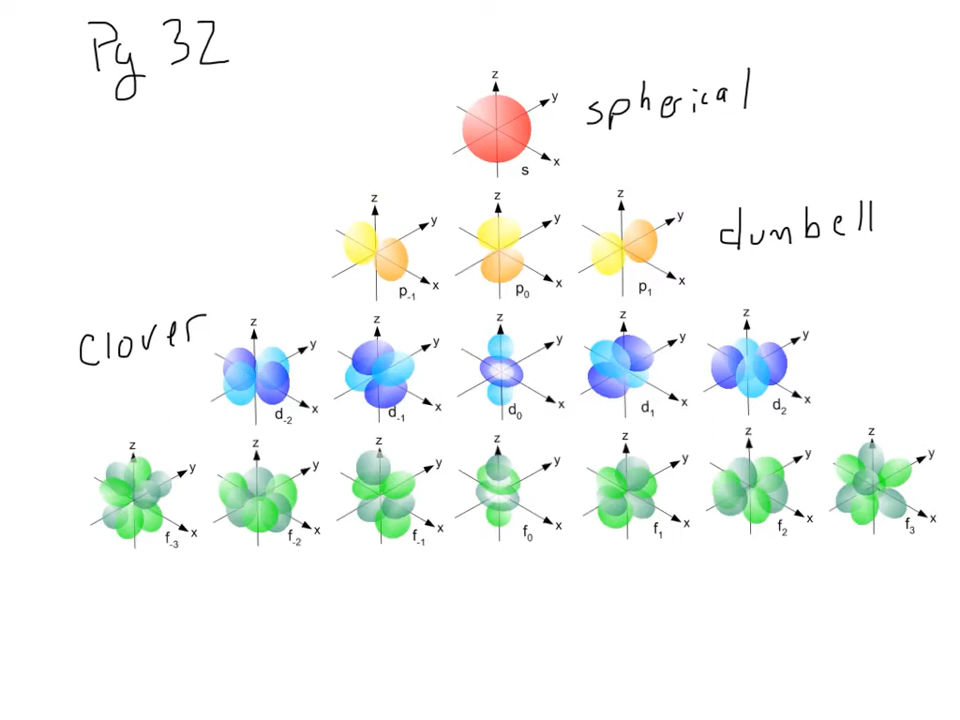 Pg 32
z
y
x
s
spherical
z
y
x
p-1
z
y
x
p0
z
y
x
p1
dumbell
clover
z
y
x
d-2
z
y
x
d-1
z
y
x
d0
z
y
x
d1
z
y
x
d2
z
y
x
f-3
z
y
x
f-2
z
y
x
f-1
z
y
x
f0
z
y
x
f1
z
y
x
f2
z
y
x
f3